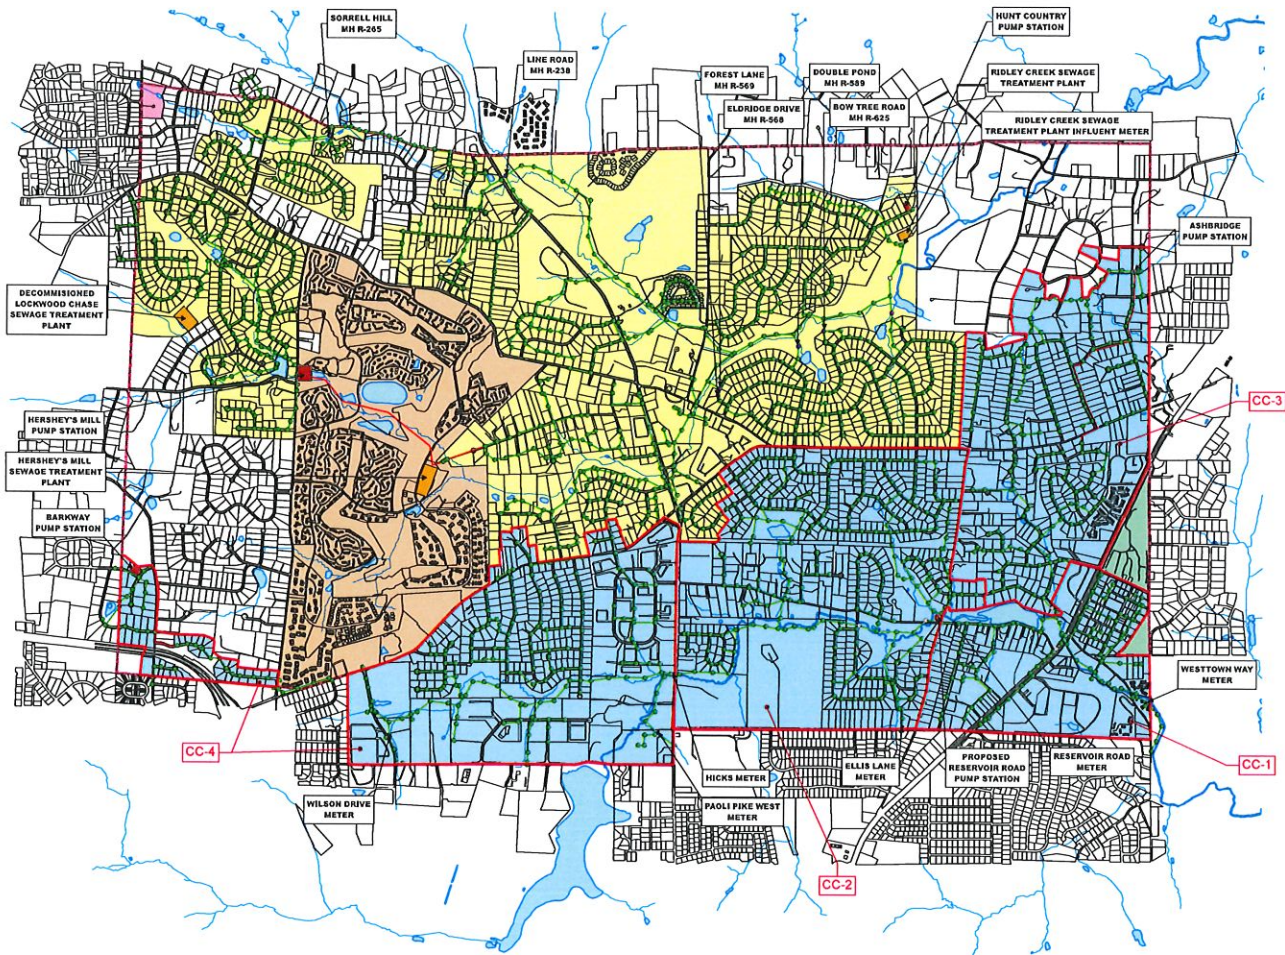 SORRELL HILL
MH R-265
LINE ROAD
MH R-238
FOREST LANE
MH R-569
ELDRIDGE DRIVE
MH R-568
DOUBLE POND
MH R-589
BOW TREE ROAD
MH R-625
HUNT COUNTRY
PUMP STATION
RIDLEY CREEK SEWAGE
TREATMENT PLANT
RIDLEY CREEK SEWAGE
TREATMENT PLANT INFLUENT METER
ASHBRIDGE
PUMP STATION
DECOMMISIONED
LOCKWOOD CHASE
SEWAGE TREATMENT
PLANT
CC-3
HERSHEY'S MILL
PUMP STATION
HERSHEY'S MILL
SEWAGE TREATMENT
PLANT
BARKWAY
PUMP STATION
WESTTOWN WAY
METER
CC-4
CC-1
WILSON DRIVE
METER
HICKS METER
PAOLI PIKE WEST
METER
ELLIS LANE
METER
PROPOSED
RESERVOIR ROAD
PUMP STATION
RESERVOIR ROAD
METER
CC-2